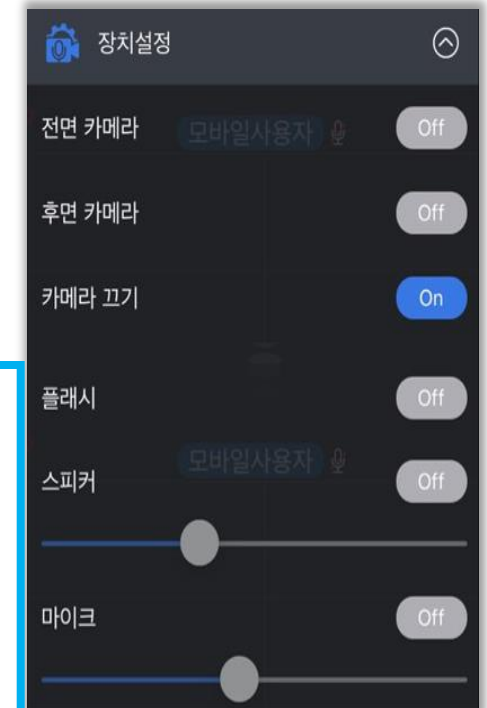 장치설정
전면 카메라
모바일사용자
Off
후면 카메라
Off
카메라 끄기
On
플래시
Off
모바일사용자
스피커
Off
마이크
Off